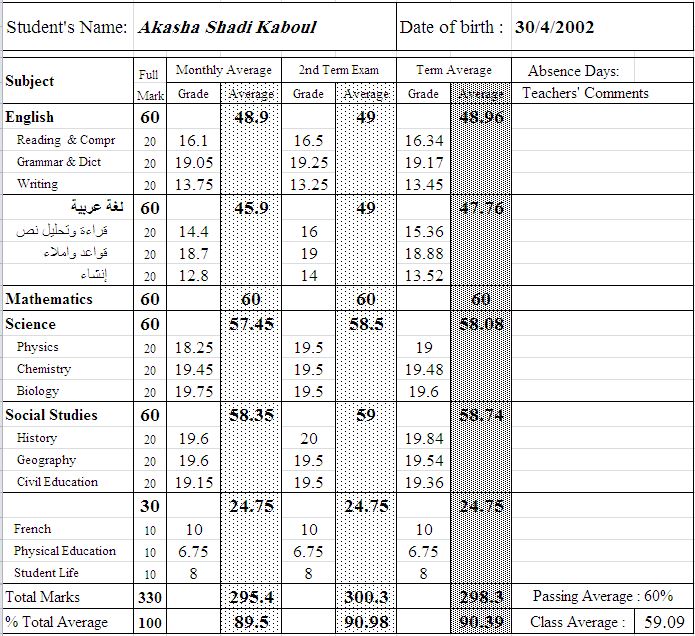 Student's Name: Akasha Shadi Kaboul Date of birth : 30/4/2002
Subject Full Mark Monthly Average 2nd Term Exam Term Average Absence Days:
Grade Average Grade Average Grade Average Teachers' Comments
English 60 48.9 49 48.96
Reading & Compr 20 16.1 16.5 16.34
Grammar & Dict 20 19.05 19.25 19.17
Writing 20 13.75 13.25 13.45
لغة عربية 60 45.9 49 47.76
قراءة وتحليل نص 20 14.4 16 15.36
قواعد واملاء 20 18.7 19 18.88
إنشاء 20 12.8 14 13.52
Mathematics 60 60 60 60
Science 60 57.45 58.5 58.08
Physics 20 18.25 19.5 19
Chemistry 20 19.45 19.5 19.48
Biology 20 19.75 19.5 19.6
Social Studies 60 58.35 59 58.74
History 20 19.6 20 19.84
Geography 20 19.6 19.5 19.54
Civil Education 20 19.15 19.5 19.36
30 24.75 24.75 24.75
French 10 10 10 10
Physical Education 10 6.75 6.75 6.75
Student Life 10 8 8 8
Total Marks 330 295.4 300.3 298.3 Passing Average : 60%
% Total Average 100 89.5 90.98 90.39 Class Average : 59.09